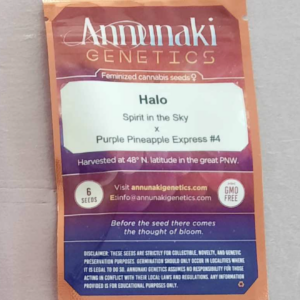 Annunaki
GENETICS
Feminized cannabis seeds♀
Halo
Spirit in the Sky
x
Purple Pineapple Express #4
Harvested at 48° N. latitude in the great PNW.
6
SEEDS
Visit annunakigenetics.com
E:info@annunakigenetics.com
GMO
FREE
Before the seed there comes
the thought of bloom.
DISCLAIMER: THESE SEEDS ARE STRICTLY FOR COLLECTIBLE, NOVELTY, AND GENETIC
PRESERVATION PURPOSES. GERMINATION SHOULD ONLY OCCUR IN LOCALITIES WHERE
IT IS LEGAL TO DO SO. ANNUNAKI GENETICS ASSUMES NO RESPONSIBILITY FOR THOSE
ACTING IN CONFLICT WITH THEIR LOCAL LAWS AND REGULATIONS. ANY INFORMATION
PROVIDED IS FOR EDUCATIONAL PURPOSES ONLY.